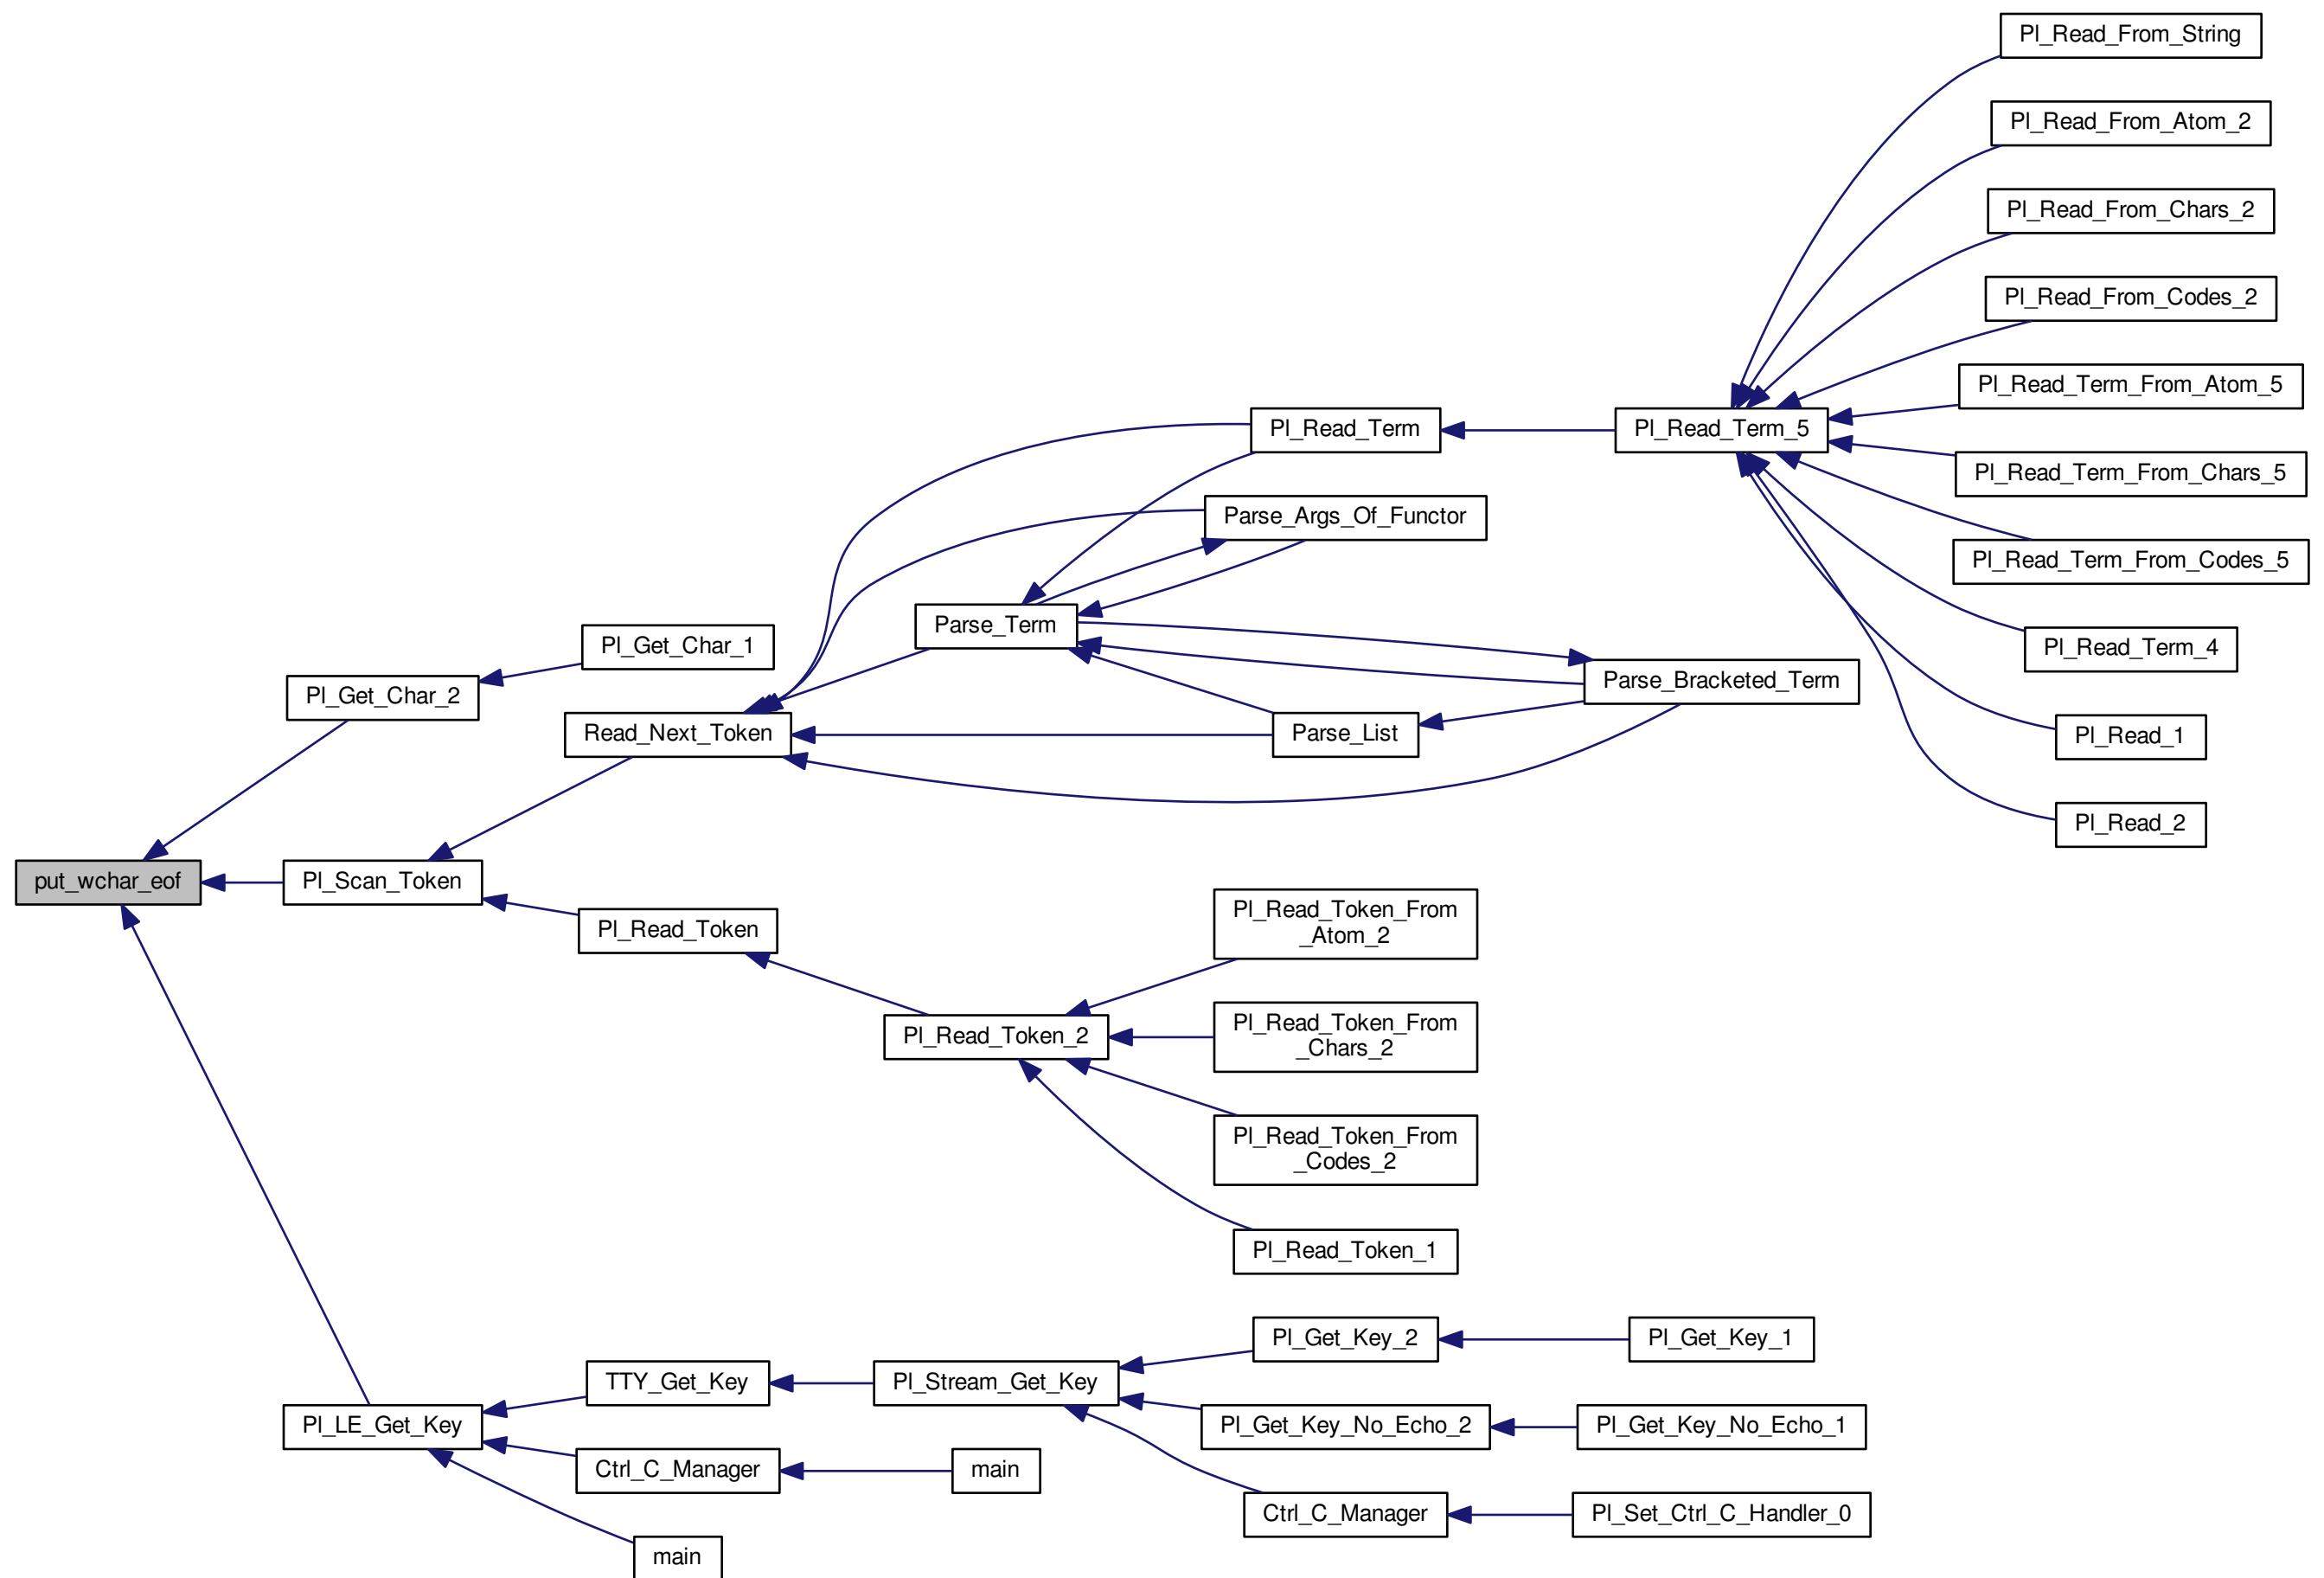 Pl_Read_From_String
Pl_Read_From_Atom_2
Pl_Read_From_Chars_2
Pl_Read_From_Codes_2
Pl_Read_Term_From_Atom_5
Pl_Read_Term
Pl_Read_Term_5
Pl_Read_Term_From_Chars_5
Parse_Args_Of_Functor
Pl_Read_Term_From_Codes_5
Parse_Term
Pl_Get_Char_1
Pl_Read_Term_4
Parse_Bracketed_Term
Pl_Get_Char_2
Read_Next_Token
Parse_List
Pl_Read_1
Pl_Read_2
put_wchar_eof
Pl_Scan_Token
Pl_Read_Token_From
_Atom_2
Pl_Read_Token
Pl_Read_Token_2
Pl_Read_Token_From
_Chars_2
Pl_Read_Token_From
_Codes_2
Pl_Read_Token_1
Pl_Get_Key_2
Pl_Get_Key_1
TTY_Get_Key
Pl_Stream_Get_Key
Pl_LE_Get_Key
Pl_Get_Key_No_Echo_2
Pl_Get_Key_No_Echo_1
Ctrl_C_Manager
main
Ctrl_C_Manager
Pl_Set_Ctrl_C_Handler_0
main